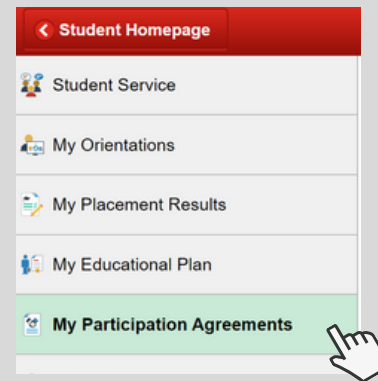 Student Homepage
Student Service
My Orientations
My Placement Results
My Educational Plan
My Participation Agreements